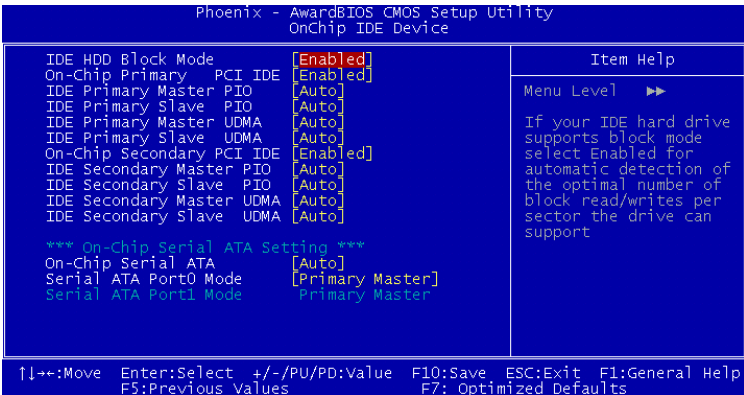 Phoenix - AwardBIOS CMOS Setup Utility
OnChip IDE Device
IDE HDD Block Mode [Enabled]
On-Chip Primary PCI IDE [Enabled]
IDE Primary Master PIO [Auto]
IDE Primary Slave PIO [Auto]
IDE Primary Master UDMA [Auto]
IDE Primary Slave UDMA [Auto]
On-Chip Secondary PCI IDE [Enabled]
IDE Secondary Master PIO [Auto]
IDE Secondary Slave PIO [Auto]
IDE Secondary Master UDMA [Auto]
IDE Secondary Slave UDMA [Auto]
*** On-Chip Serial ATA Setting ***
On-Chip Serial ATA [Auto]
Serial ATA Port0 Mode [Primary Master]
Serial ATA Port1 Mode Primary Master
Item Help
Menu Level ▶▶
If your IDE hard drive
supports block mode
select Enabled for
automatic detection of
the optimal number of
block read/writes per
sector the drive can
support
↑↓→←:Move Enter:Select +/-/PU/PD:Value F10:Save ESC:Exit F1:General Help
F5:Previous Values F7: Optimized Defaults